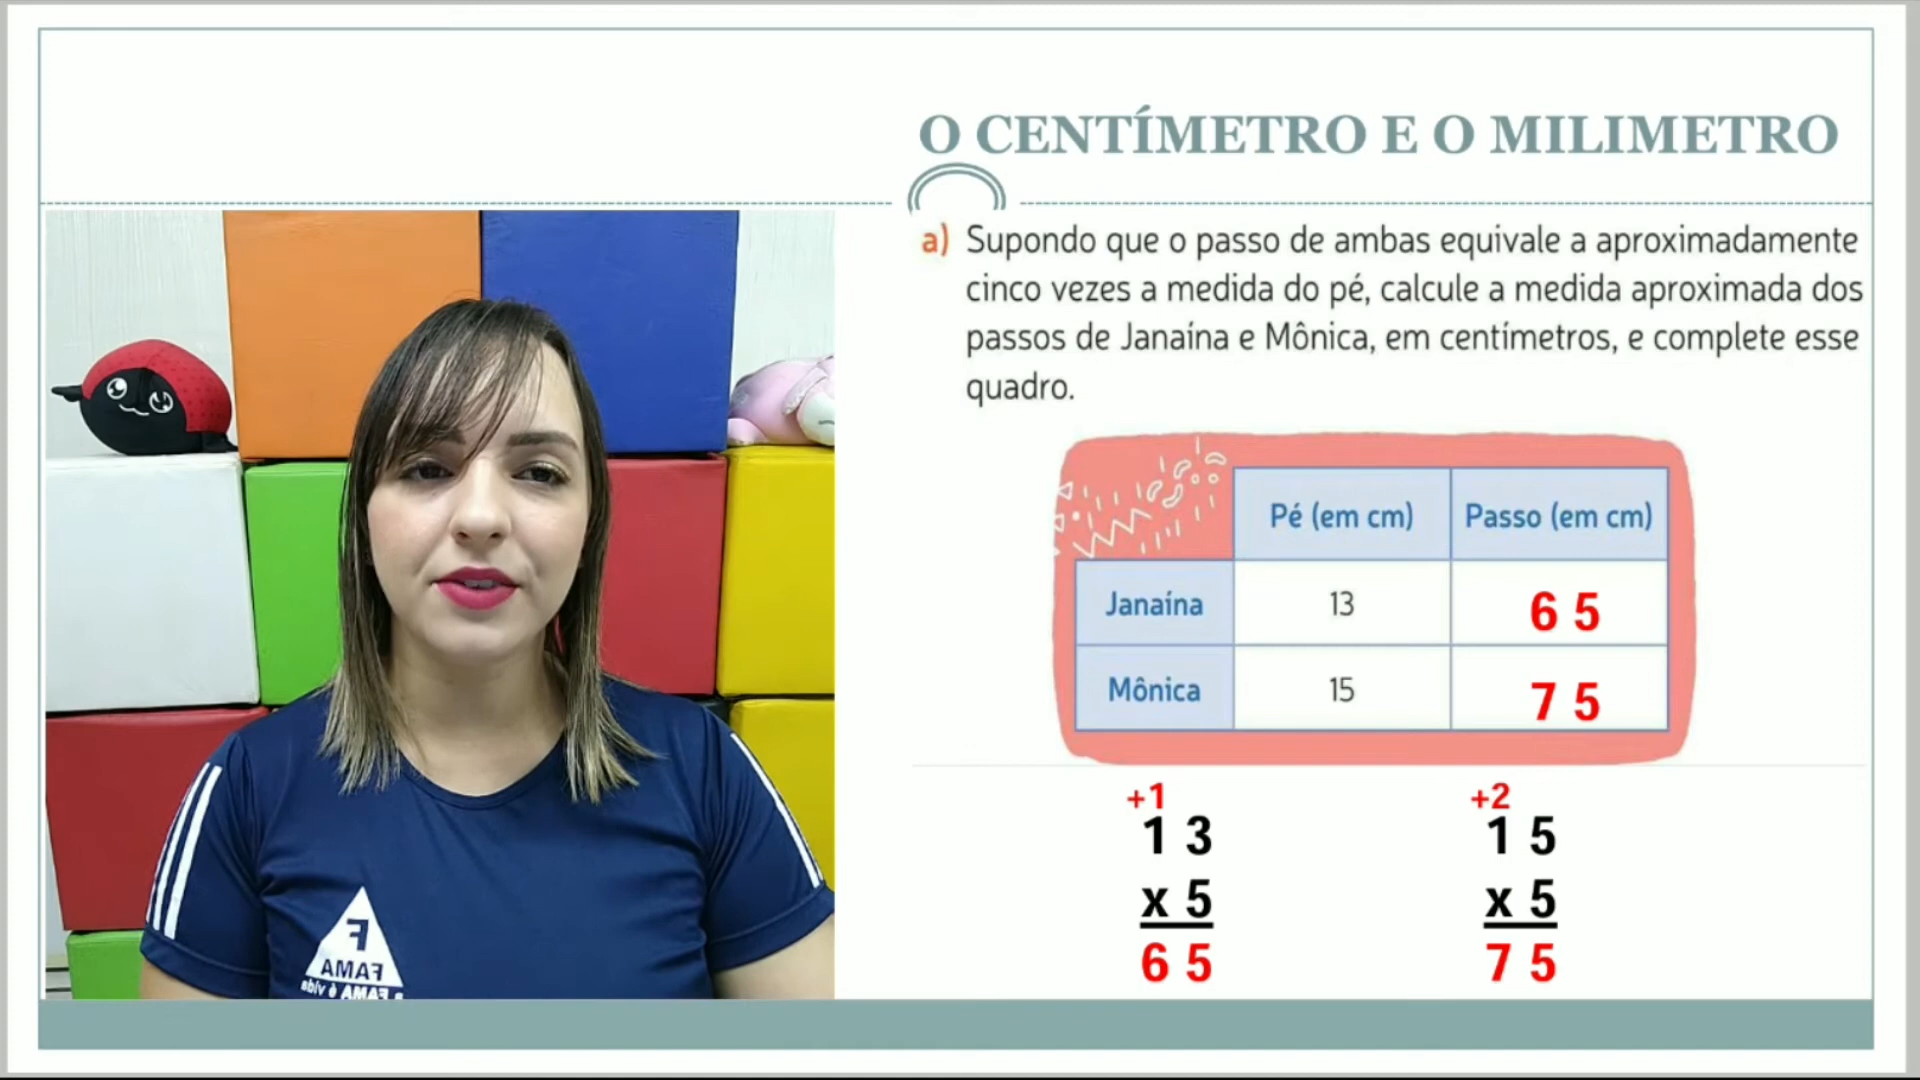 O CENTÍMETRO E O MILIMETRO
a) Supondo que o passo de ambas equivale a aproximadamente
cinco vezes a medida do pé, calcule a medida aproximada dos
passos de Janaína e Mônica, em centímetros, e complete esse
quadro.
Pé (em cm) Passo (em cm)
Janaína 13 6 5
Mônica 15 7 5
+1 +2
1 3 1 5
x 5 x 5
6 5 7 5
F
FAMA
a FAMA é vida